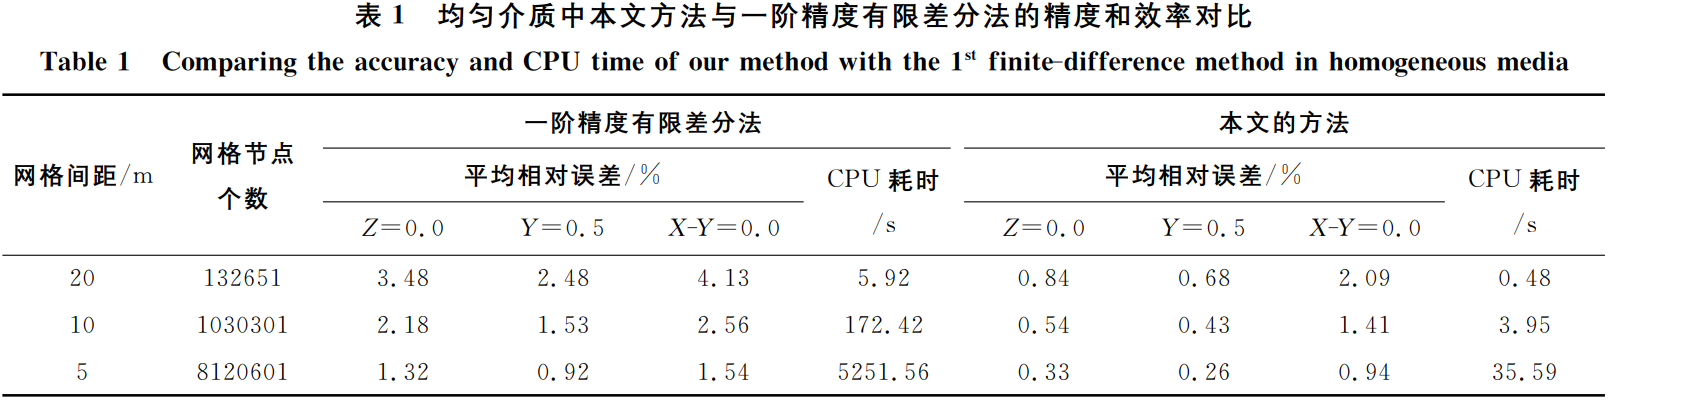 表 1 均匀介质中本文方法与一阶精度有限差分法的精度和效率对比
Table 1 Comparing the accuracy and CPU time of our method with the 1st finite-difference method in homogeneous media
网格间距/m 网格节点个数 一阶精度有限差分法 本文的方法
平均相对误差/% CPU 耗时/s 平均相对误差/% CPU 耗时/s
Z=0.0 Y=0.5 X-Y=0.0 Z=0.0 Y=0.5 X-Y=0.0
20 132651 3.48 2.48 4.13 5.92 0.84 0.68 2.09 0.48
10 1030301 2.18 1.53 2.56 172.42 0.54 0.43 1.41 3.95
5 8120601 1.32 0.92 1.54 5251.56 0.33 0.26 0.94 35.59